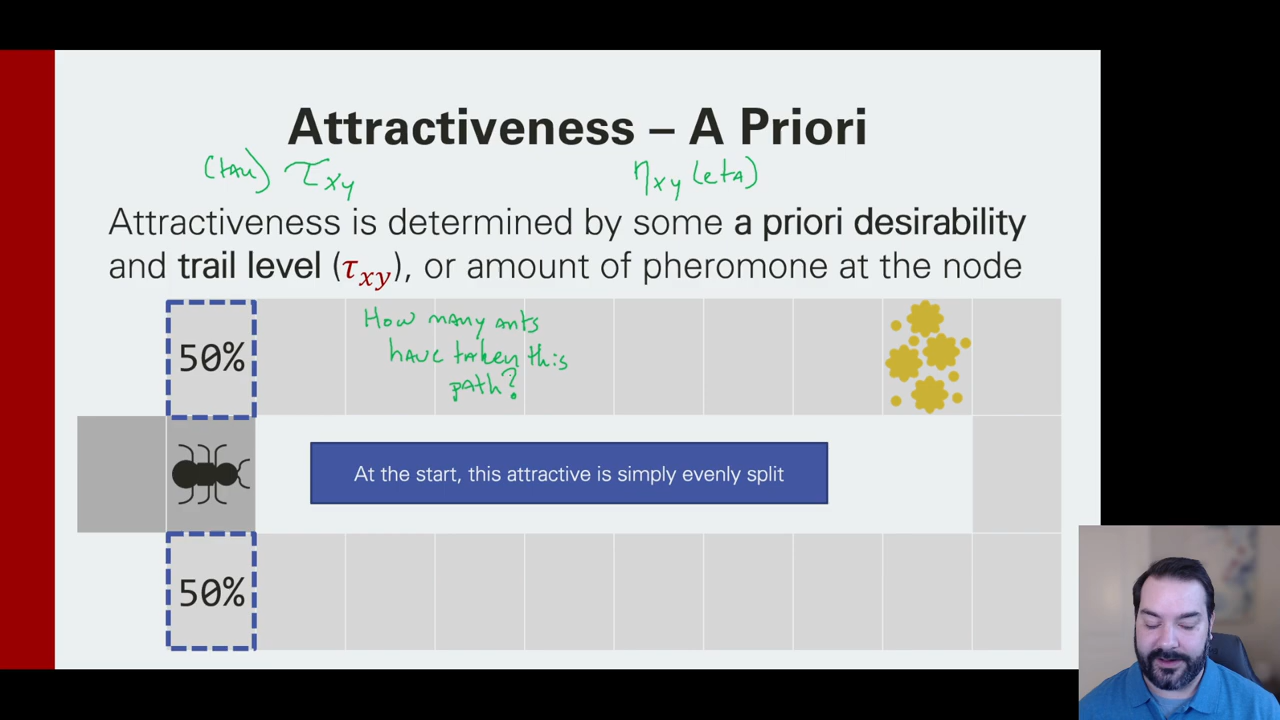 Attractiveness – A Priori
(tau) τxy ηxy (eta)
Attractiveness is determined by some a priori desirability
and trail level (τxy), or amount of pheromone at the node
50%
How many ants
have taken this
path?
At the start, this attractive is simply evenly split
50%